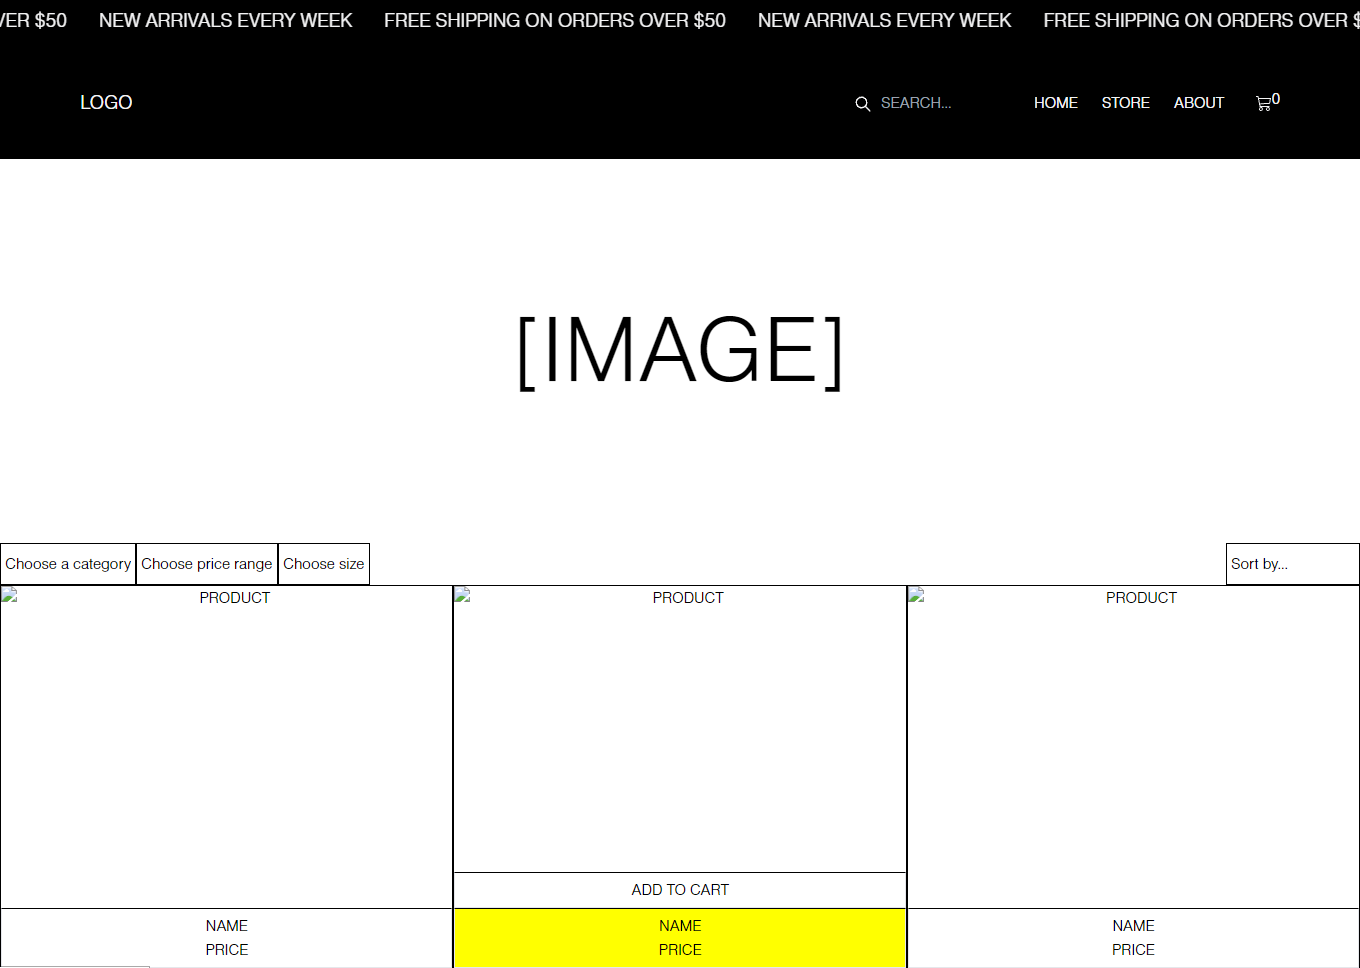 VER $50 NEW ARRIVALS EVERY WEEK FREE SHIPPING ON ORDERS OVER $50 NEW ARRIVALS EVERY WEEK FREE SHIPPING ON ORDERS OVER $
LOGO SEARCH... HOME STORE ABOUT 0
[IMAGE]
Choose a category Choose price range Choose size Sort by...
PRODUCT PRODUCT PRODUCT
ADD TO CART
NAME NAME NAME
PRICE PRICE PRICE